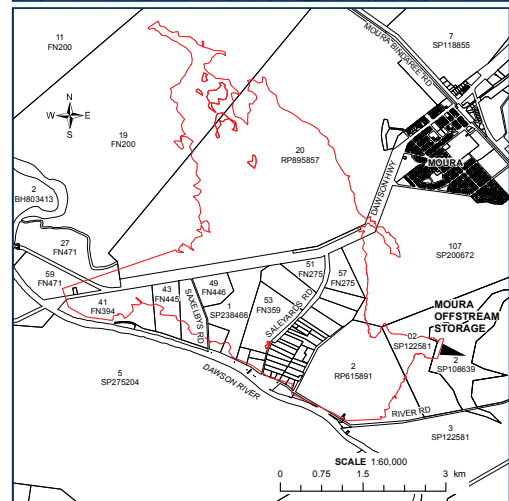 11
FN200
7
SP118855
MOURA BINDAREE RD
N
W E
S
19
FN200
20
RP895857
MOURA
DAWSON HWY
2
BH803413
27
FN471
107
SP200672
59
FN471
51
FN275
57
FN275
49
FN446
43
FN445
41
FN394
1
SP238466
53
FN359
SAXELBYS RD
SALEYARDS RD
MOURA
OFFSTREAM
STORAGE
02
SP122581
2
SP108639
5
SP275204
DAWSON RIVER
2
RP615891
RIVER RD
3
SP122581
SCALE 1:60,000
0 0.75 1.5 3 km